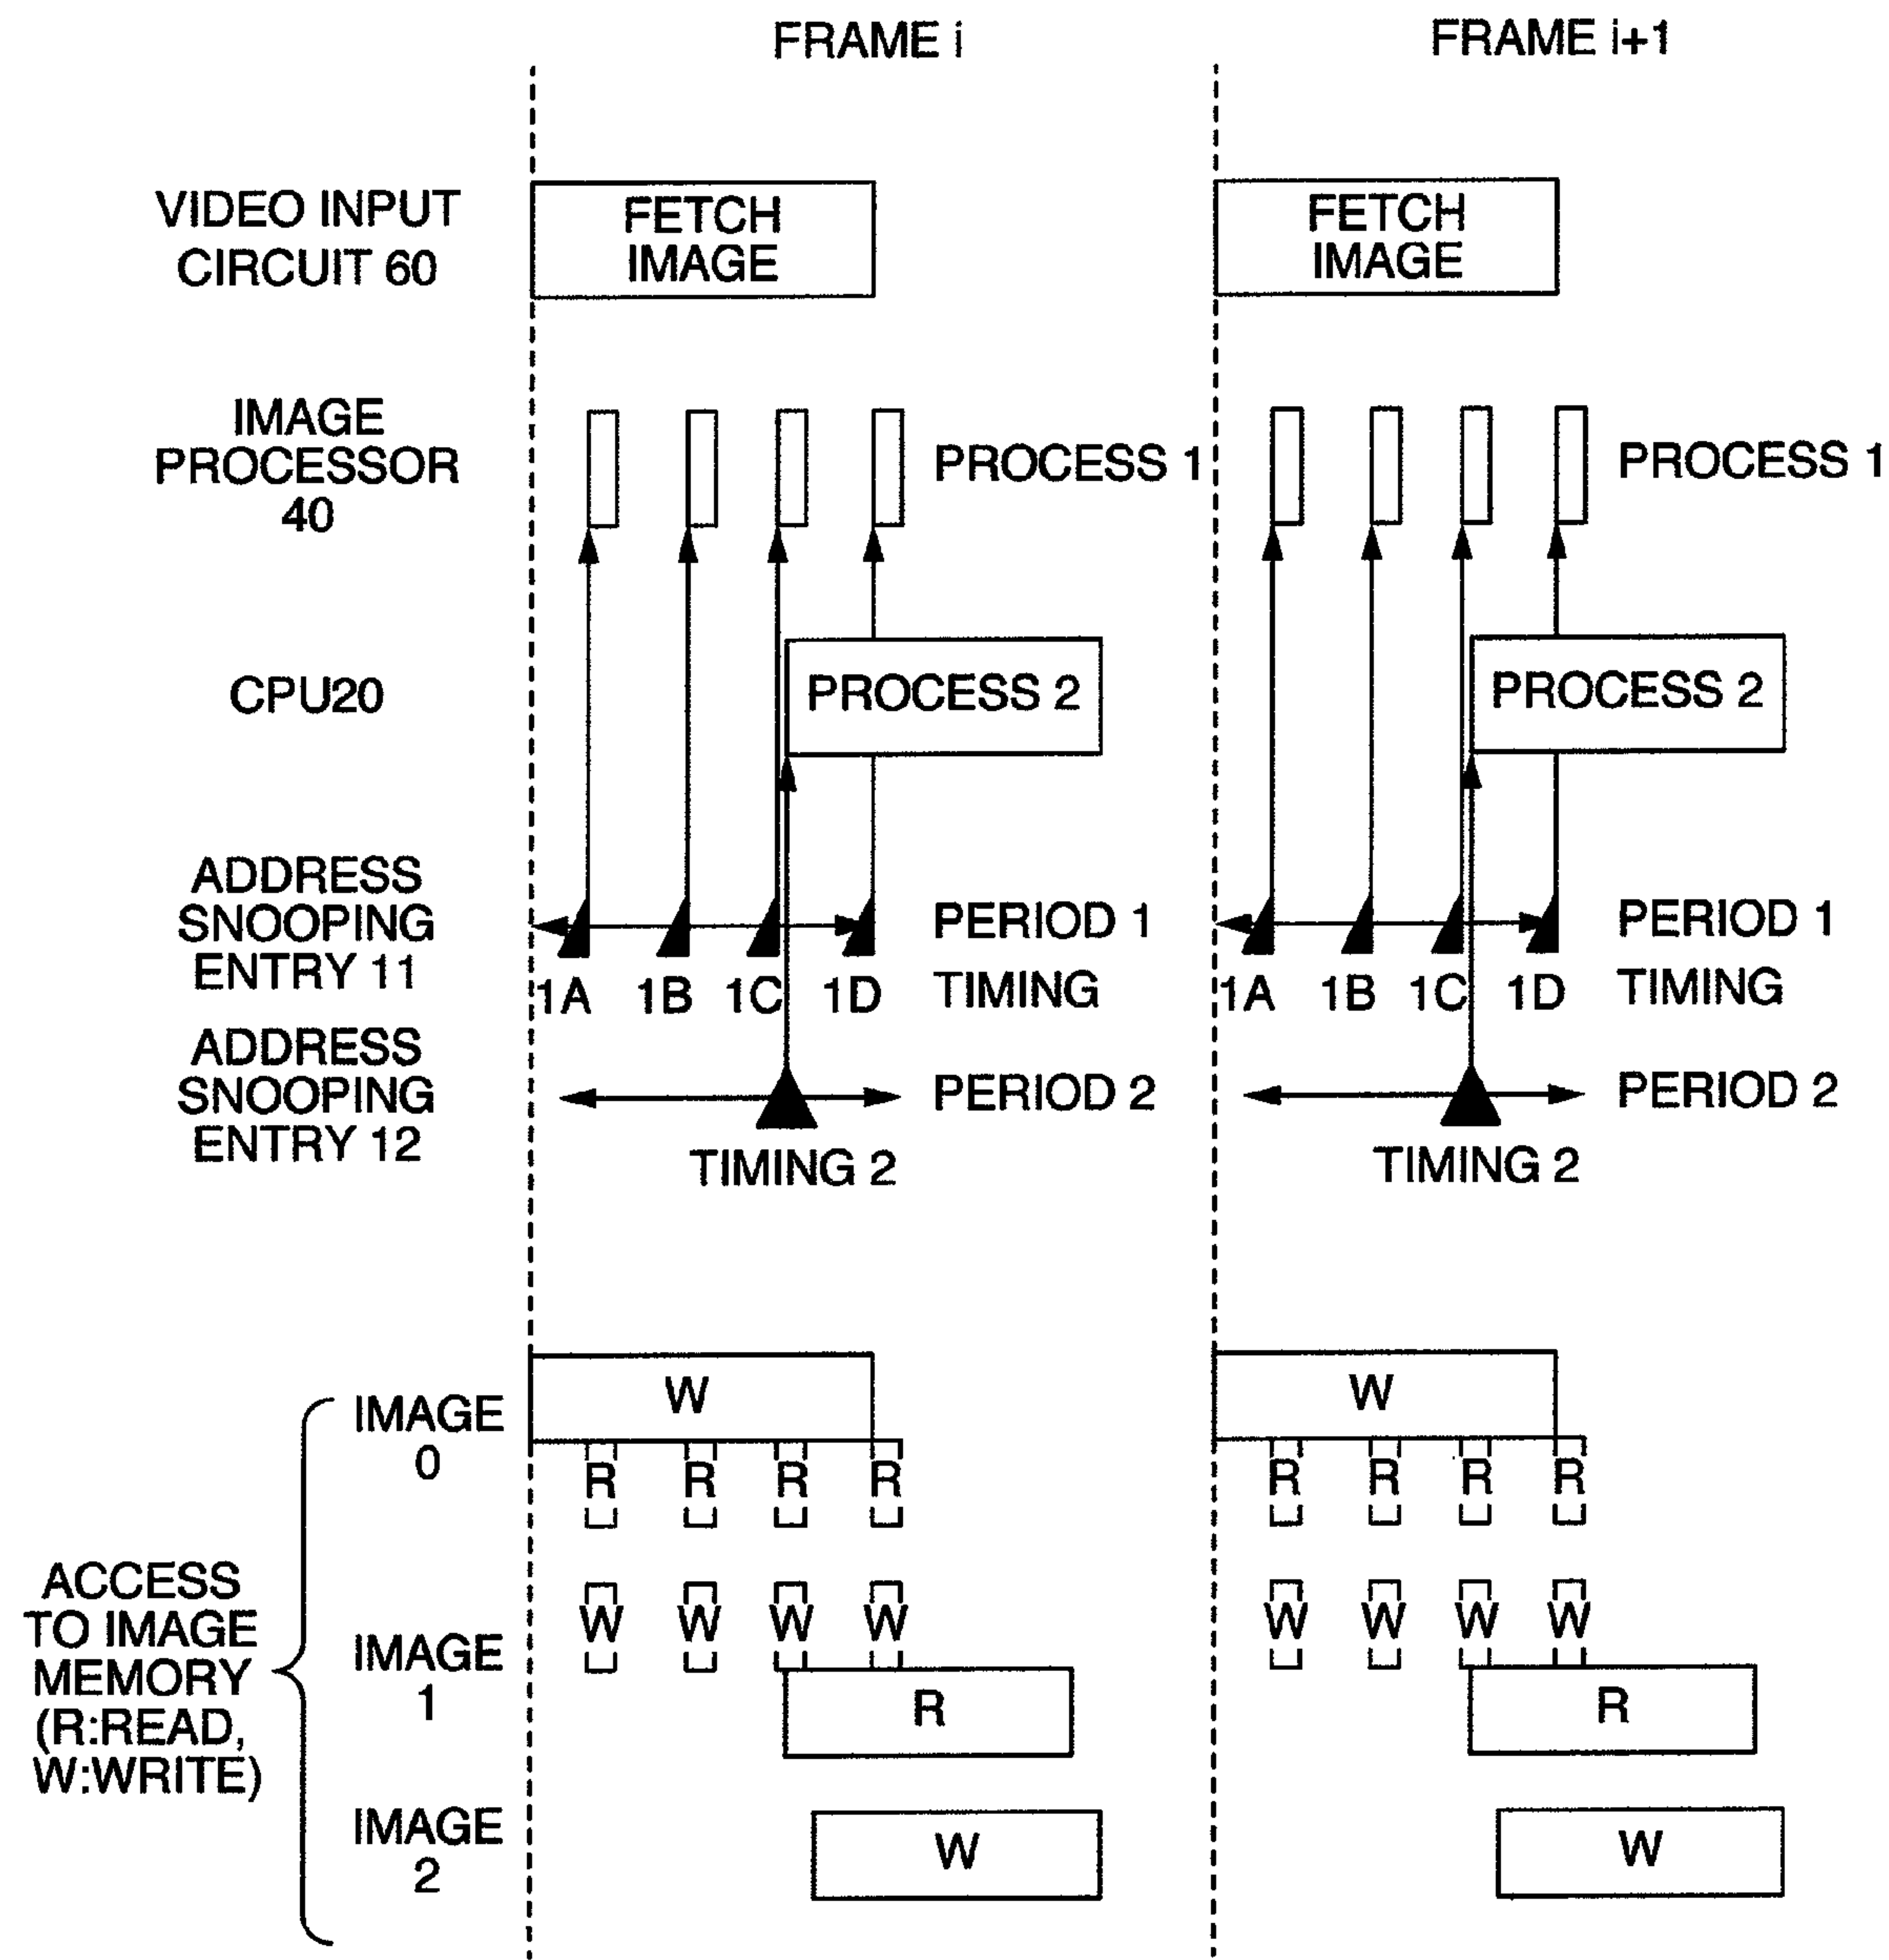 FRAME i
FRAME i+1
VIDEO INPUT
CIRCUIT 60
FETCH
IMAGE
FETCH
IMAGE
IMAGE
PROCESSOR
40
PROCESS 1
PROCESS 1
CPU20
PROCESS 2
PROCESS 2
ADDRESS
SNOOPING
ENTRY 11
PERIOD 1
PERIOD 1
1A 1B 1C 1D TIMING
1A 1B 1C 1D TIMING
ADDRESS
SNOOPING
ENTRY 12
PERIOD 2
PERIOD 2
TIMING 2
TIMING 2
ACCESS
TO IMAGE
MEMORY
(R:READ,
W:WRITE)
IMAGE
0
W
W
R R R R
R R R R
IMAGE
1
W W W W
W W W W
R
R
IMAGE
2
W
W